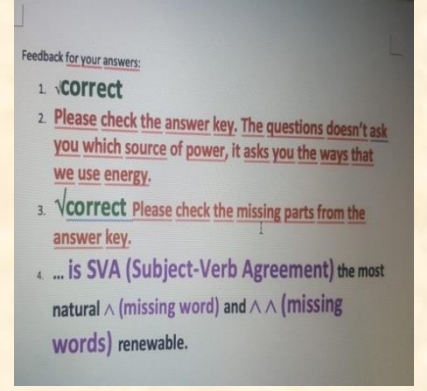 Feedback for your answers:
1. √correct
2. Please check the answer key. The questions doesn't ask
you which source of power, it asks you the ways that
we use energy.
3. √correct Please check the missing parts from the
answer key.
4. ... is SVA (Subject-Verb Agreement) the most
natural ^ (missing word) and ^ ^ (missing
words) renewable.